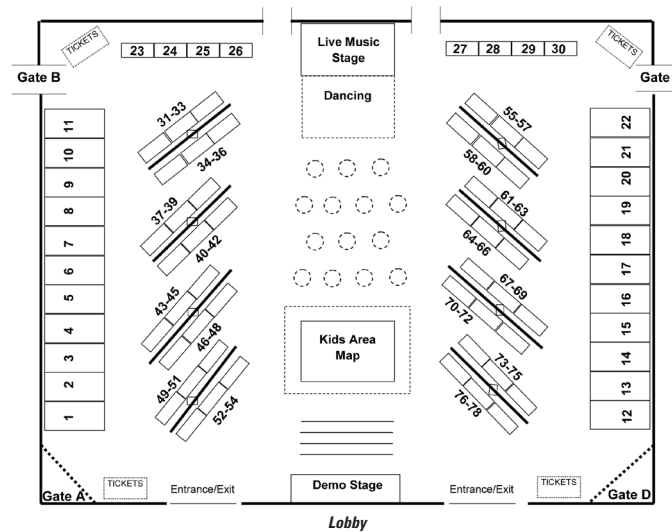 TICKETS
23 24 25 26
Live Music
Stage
27 28 29 30
TICKETS
Gate B
Gate
Dancing
11
10
9
8
7
6
5
4
3
2
1
31-33
34-36
37-39
40-42
43-45
46-48
49-51
52-54
Kids Area
Map
55-57
58-60
61-63
64-66
67-69
70-72
73-75
76-78
22
21
20
19
18
17
16
15
14
13
12
Gate A
TICKETS
Entrance/Exit
Demo Stage
Entrance/Exit
TICKETS
Gate D
Lobby